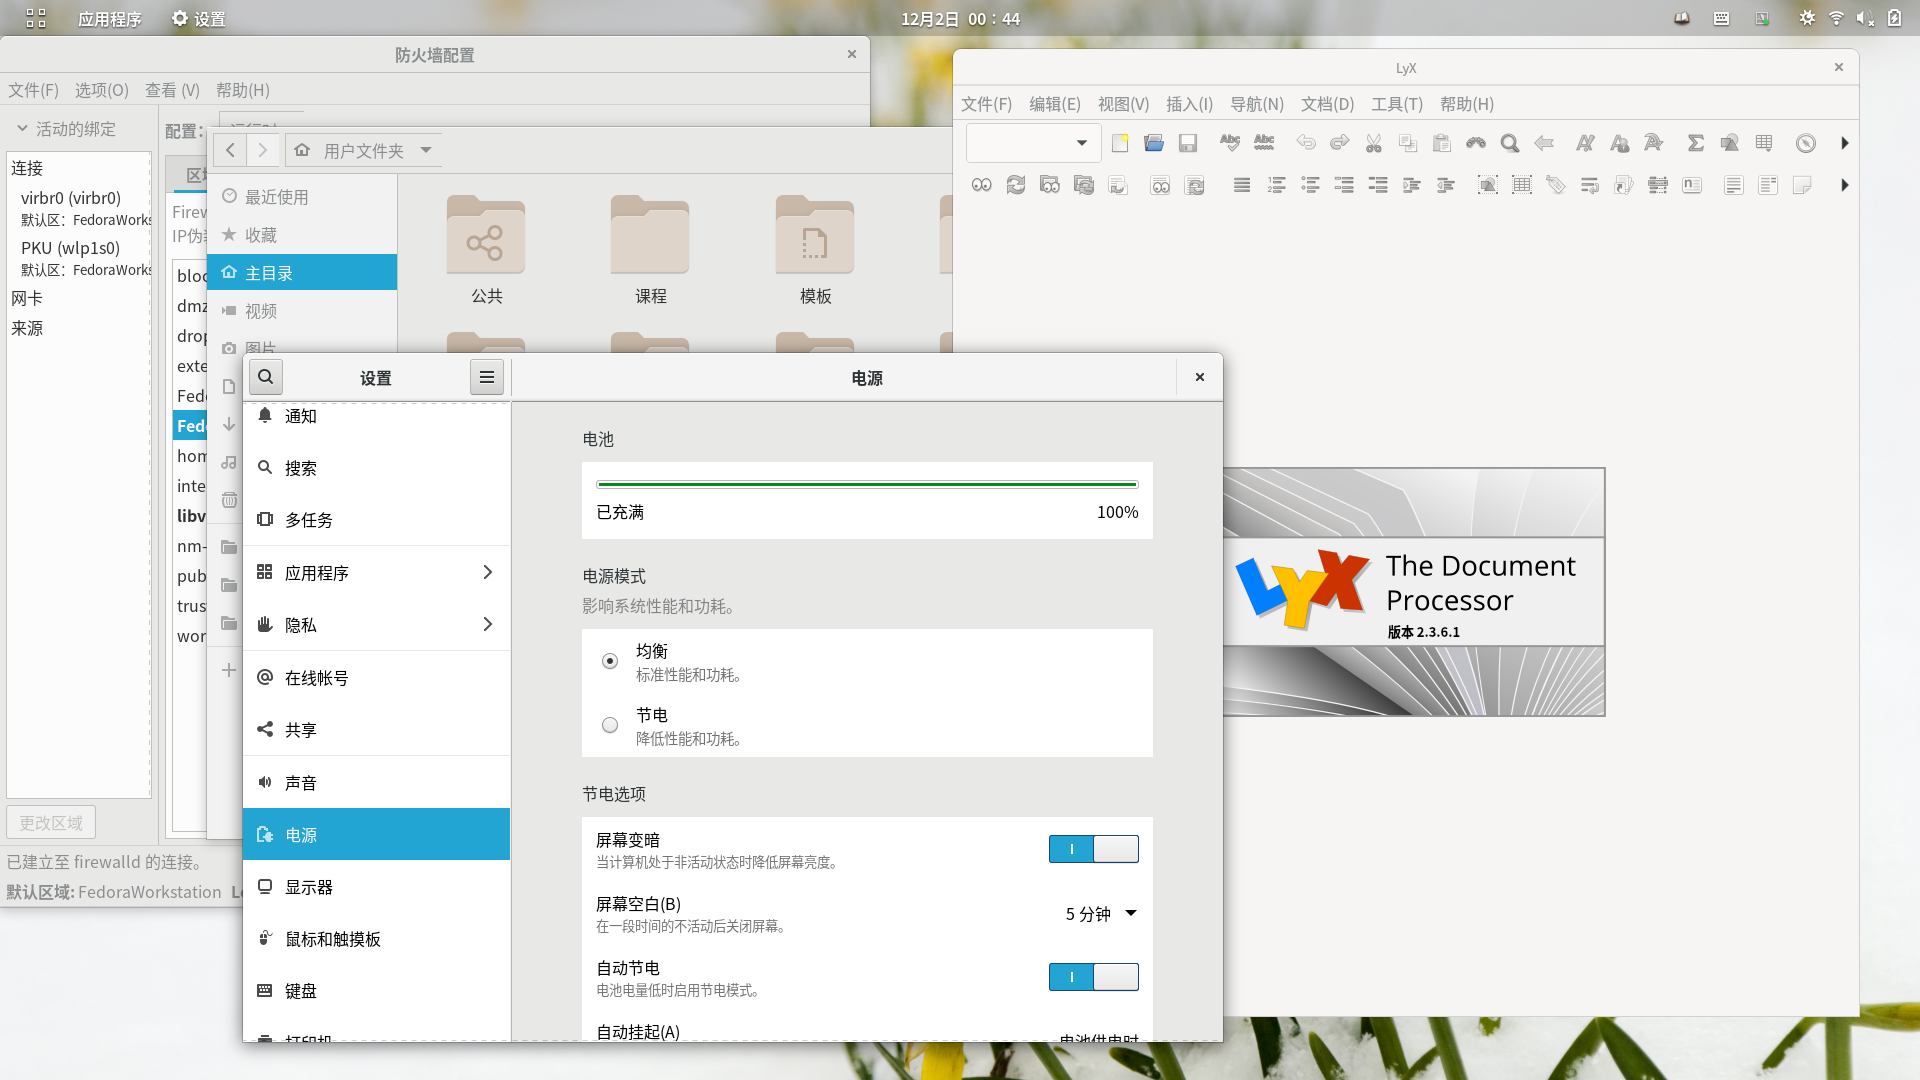 应用程序
设置
12月2日 00：44
防火墙配置
文件(F) 选项(O) 查看 (V) 帮助(H)
活动的绑定
连接
virbr0 (virbr0)
默认区：FedoraWorks
PKU (wlp1s0)
默认区：FedoraWorks
网卡
来源
更改区域
已建立至 firewalld 的连接。
默认区域: FedoraWorkstation
配置：
Firew
bloc
dmz
drop
exte
Fed
Fed
hom
inte
libv
nm-
pub
trus
wor
用户文件夹
最近使用
收藏
主目录
视频
图片
公共
课程
模板
设置
通知
搜索
多任务
应用程序
隐私
在线帐号
共享
声音
电源
显示器
鼠标和触摸板
键盘
打印机
电源
电池
已充满 100%
电源模式
影响系统性能和功耗。
均衡
标准性能和功耗。
节电
降低性能和功耗。
节电选项
屏幕变暗
当计算机处于非活动状态时降低屏幕亮度。
屏幕空白(B)
在一段时间的不活动后关闭屏幕。
5 分钟
自动节电
电池电量低时启用节电模式。
自动挂起(A)
电池供电时
LyX
文件(F) 编辑(E) 视图(V) 插入(I) 导航(N) 文档(D) 工具(T) 帮助(H)
LYX
The Document
Processor
版本 2.3.6.1